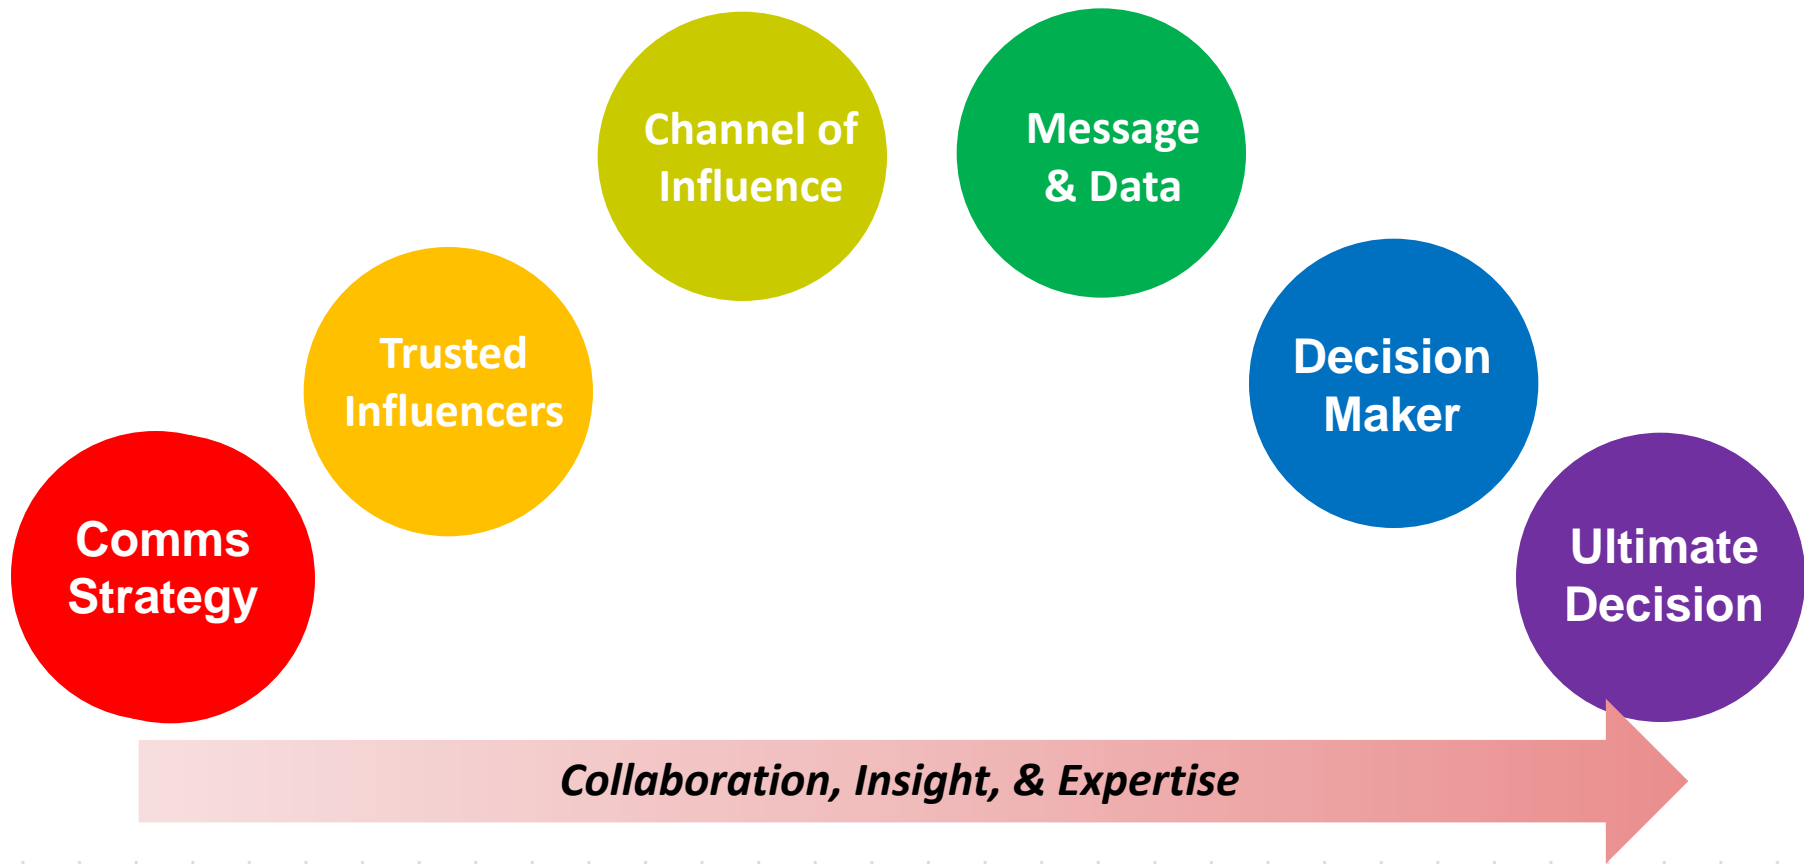 Comms
Strategy
Trusted
Influencers
Channel of
Influence
Message
& Data
Decision
Maker
Ultimate
Decision
Collaboration, Insight, & Expertise